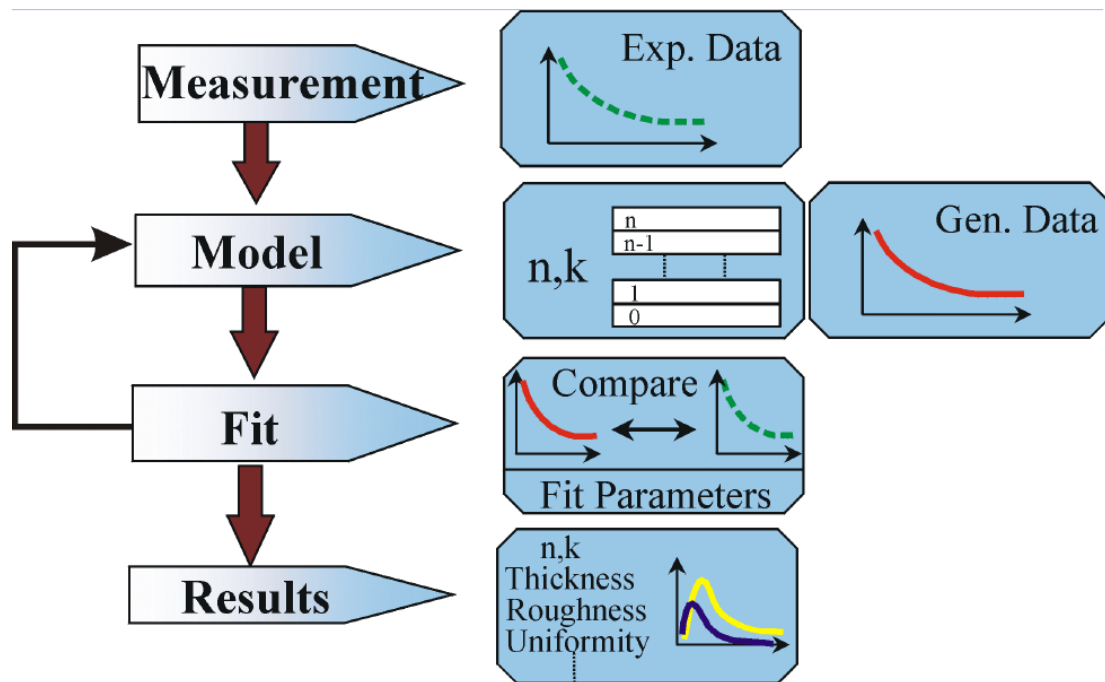 Measurement
Exp. Data
Model
n,k
n
n-1
1
0
Gen. Data
Fit
Compare
Fit Parameters
Results
n,k
Thickness
Roughness
Uniformity